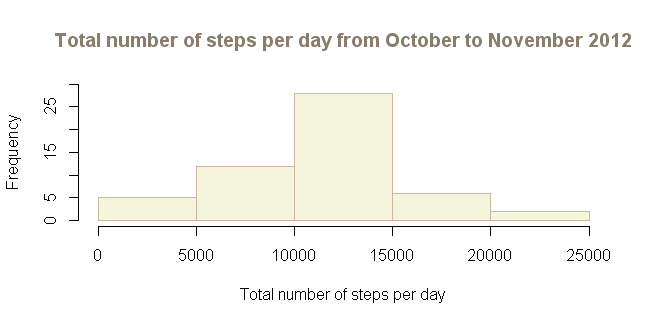 Total number of steps per day from October to November 2012
Frequency
25
15
5
0
0 5000 10000 15000 20000 25000
Total number of steps per day